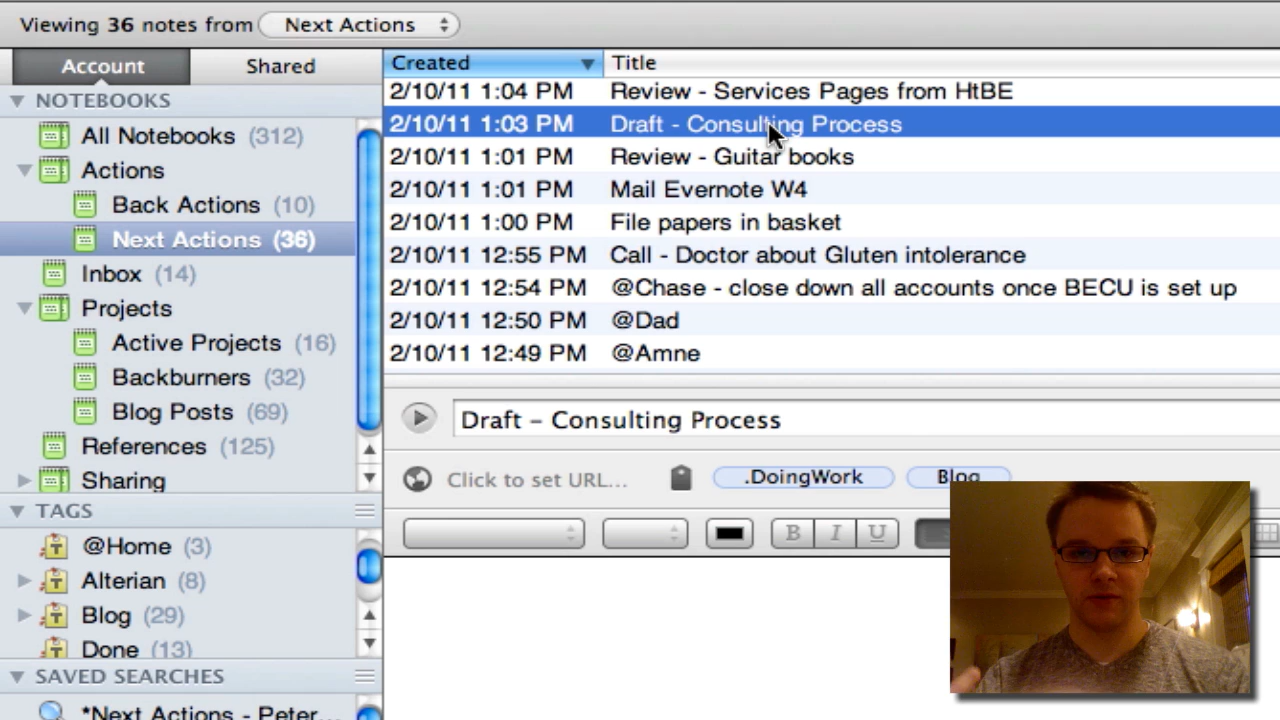 Viewing 36 notes from Next Actions
Account Shared
NOTEBOOKS
All Notebooks (312)
Actions
Back Actions (10)
Next Actions (36)
Inbox (14)
Projects
Active Projects (16)
Backburners (32)
Blog Posts (69)
References (125)
Sharing
TAGS
@Home (3)
Alterian (8)
Blog (29)
Done (13)
SAVED SEARCHES
*Next Actions - Peter...
Created Title
2/10/11 1:04 PM Review - Services Pages from HtBE
2/10/11 1:03 PM Draft - Consulting Process
2/10/11 1:01 PM Review - Guitar books
2/10/11 1:01 PM Mail Evernote W4
2/10/11 1:00 PM File papers in basket
2/10/11 12:55 PM Call - Doctor about Gluten intolerance
2/10/11 12:54 PM @Chase - close down all accounts once BECU is set up
2/10/11 12:50 PM @Dad
2/10/11 12:49 PM @Amne
Draft – Consulting Process
Click to set URL... .DoingWork Blog
B I U